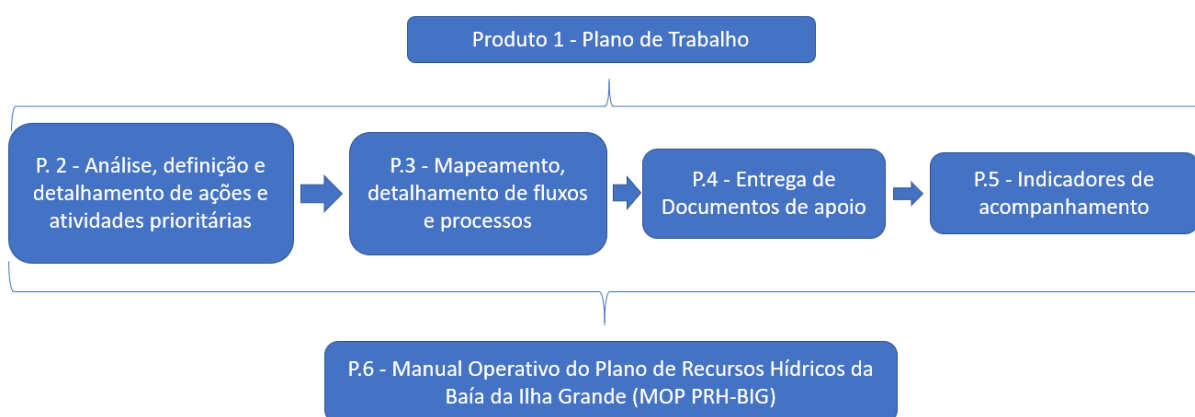 Produto 1 - Plano de Trabalho
P. 2 - Análise, definição e
detalhamento de ações e
atividades prioritárias
P.3 - Mapeamento,
detalhamento de fluxos
e processos
P.4 - Entrega de
Documentos de apoio
P.5 - Indicadores de
acompanhamento
P.6 - Manual Operativo do Plano de Recursos Hídricos da
Baía da Ilha Grande (MOP PRH-BIG)